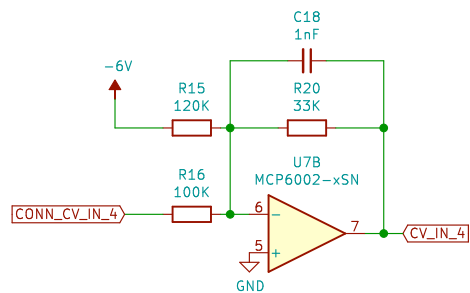 C18
1nF
-6V
R15
120K
R20
33K
R16
100K
U7B
MCP6002-xSN
CONN_CV_IN_4
6
−
7
CV_IN_4
5
+
GND